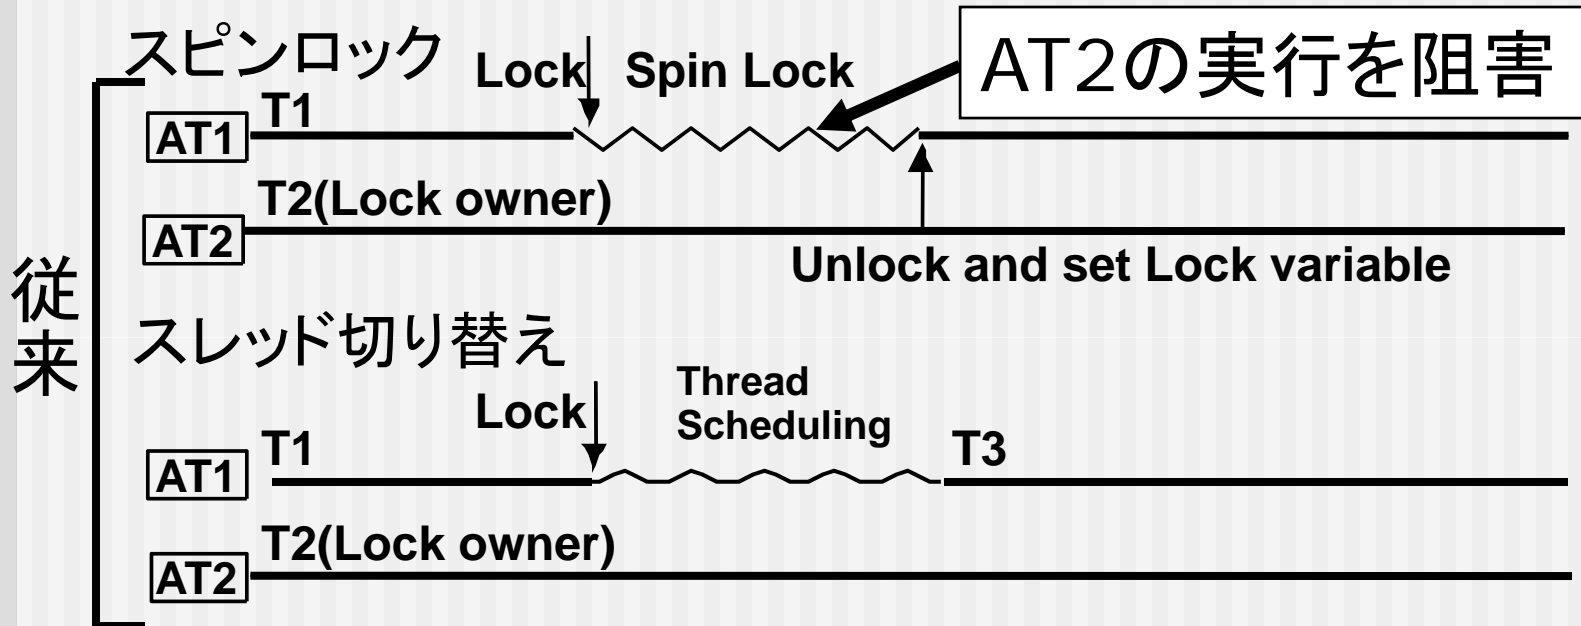 従来
スピンロック
Lock
Spin Lock
AT2の実行を阻害
AT1
T1
AT2
T2(Lock owner)
Unlock and set Lock variable
スレッド切り替え
Lock
Thread
Scheduling
AT1
T1
T3
AT2
T2(Lock owner)